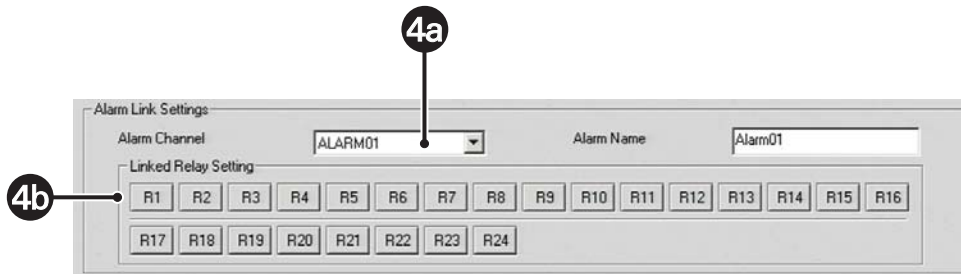 4a
Alarm Link Settings
Alarm Channel ALARM01 Alarm Name Alarm01
Linked Relay Setting
4b R1 R2 R3 R4 R5 R6 R7 R8 R9 R10 R11 R12 R13 R14 R15 R16
R17 R18 R19 R20 R21 R22 R23 R24